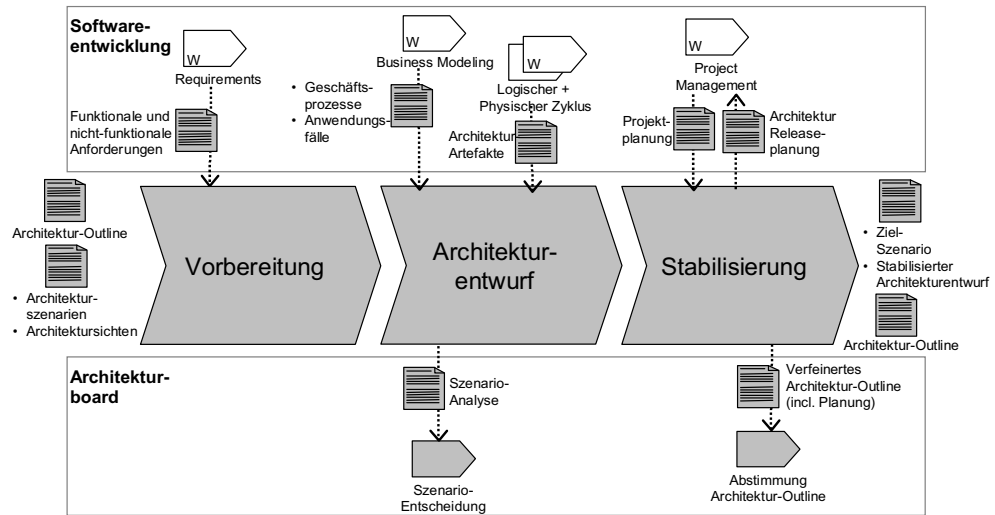 Software-
entwicklung
W
Requirements
Funktionale und
nicht-funktionale
Anforderungen
W
Business Modeling
• Geschäfts-
prozesse
• Anwendungs-
fälle
W
Logischer +
Physischer Zyklus
Architektur-
Artefakte
W
Project
Management
Projekt-
planung
Architektur
Release-
planung
Architektur-Outline
• Architektur-
szenarien
• Architektursichten
Vorbereitung
Architektur-
entwurf
Stabilisierung
• Ziel-
Szenario
• Stabilisierter
Architekturentwurf
Architektur-Outline
Architektur-
board
Szenario-
Analyse
Szenario-
Entscheidung
Verfeinertes
Architektur-Outline
(incl. Planung)
Abstimmung
Architektur-Outline